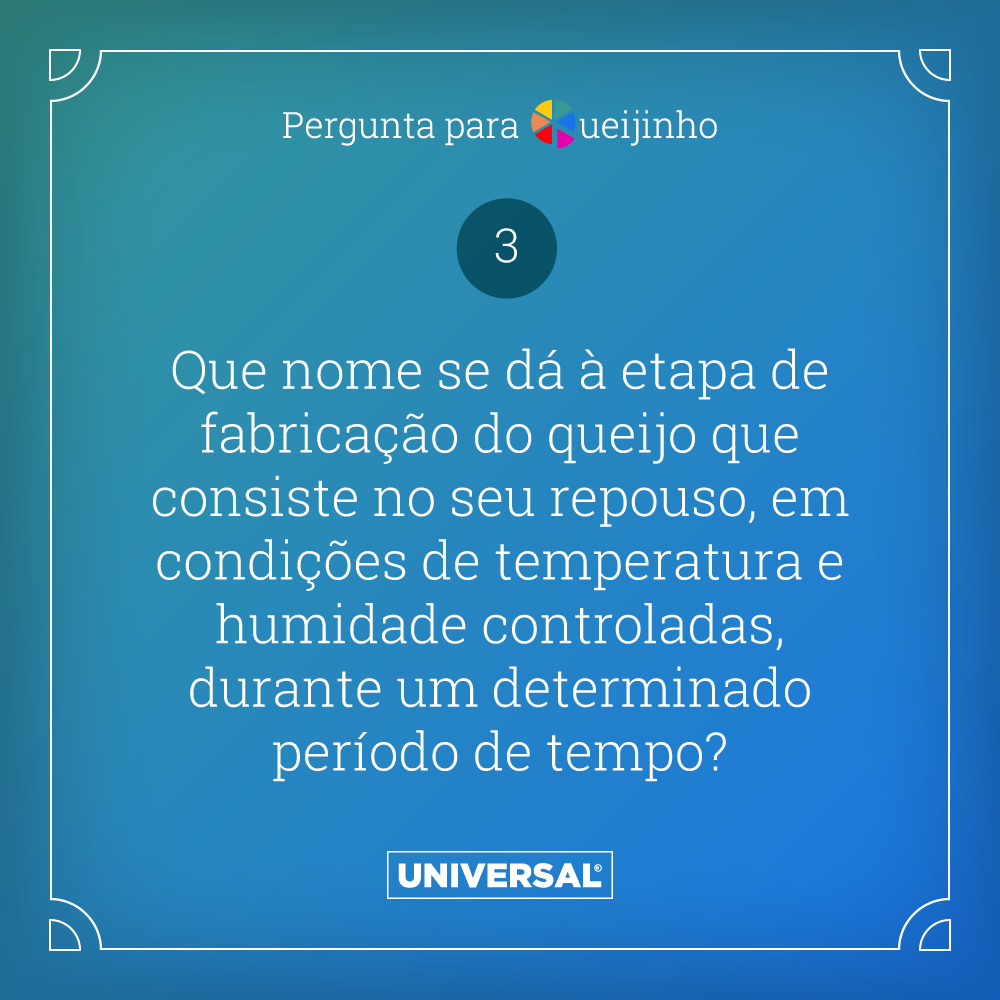 Pergunta para ueijinho
3
Que nome se dá à etapa de
fabricação do queijo que
consiste no seu repouso, em
condições de temperatura e
humidade controladas,
durante um determinado
período de tempo?
UNIVERSAL®